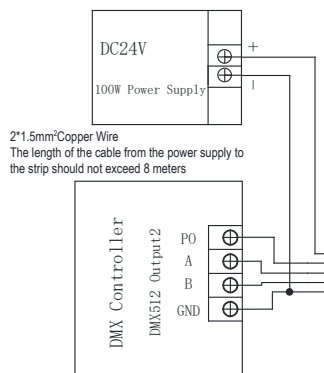 DC24V
+
100W Power Supply
-
2*1.5mm²Copper Wire
The length of the cable from the power supply to
the strip should not exceed 8 meters
DMX Controller
DMX512 Output2
PO
A
B
GND